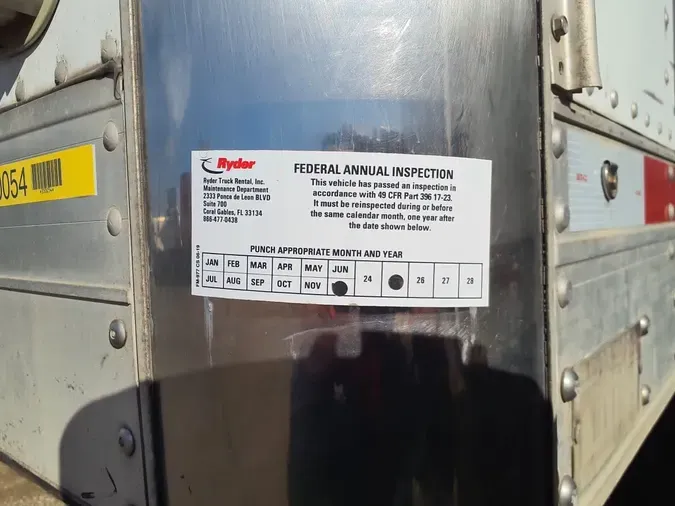 0054
Ryder
Ryder Truck Rental, Inc.
Maintenance Department
2333 Ponce de Leon BLVD
Suite 700
Coral Gables, FL 33134
866-477-0438
FEDERAL ANNUAL INSPECTION
This vehicle has passed an inspection in
accordance with 49 CFR Part 396 17-23.
It must be reinspected during or before
the same calendar month, one year after
the date shown below.
PUNCH APPROPRIATE MONTH AND YEAR
JAN FEB MAR APR MAY JUN 24 26 27 28
JUL AUG SEP OCT NOV